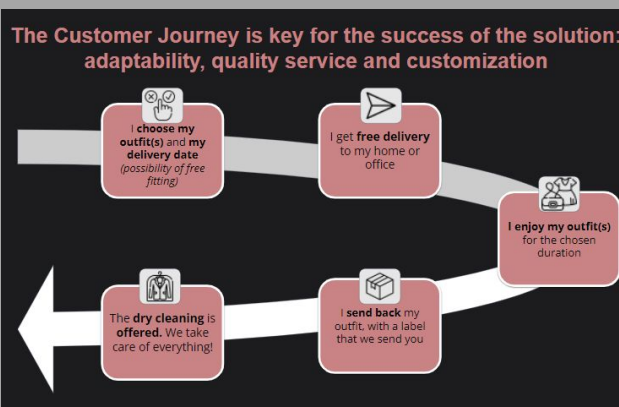 The Customer Journey is key for the success of the solution:
adaptability, quality service and customization
I choose my
outfit(s) and my
delivery date
(possibility of free
fitting)
I get free delivery
to my home or
office
I enjoy my outfit(s)
for the chosen
duration
I send back my
outfit, with a label
that we send you
The dry cleaning is
offered. We take
care of everything!